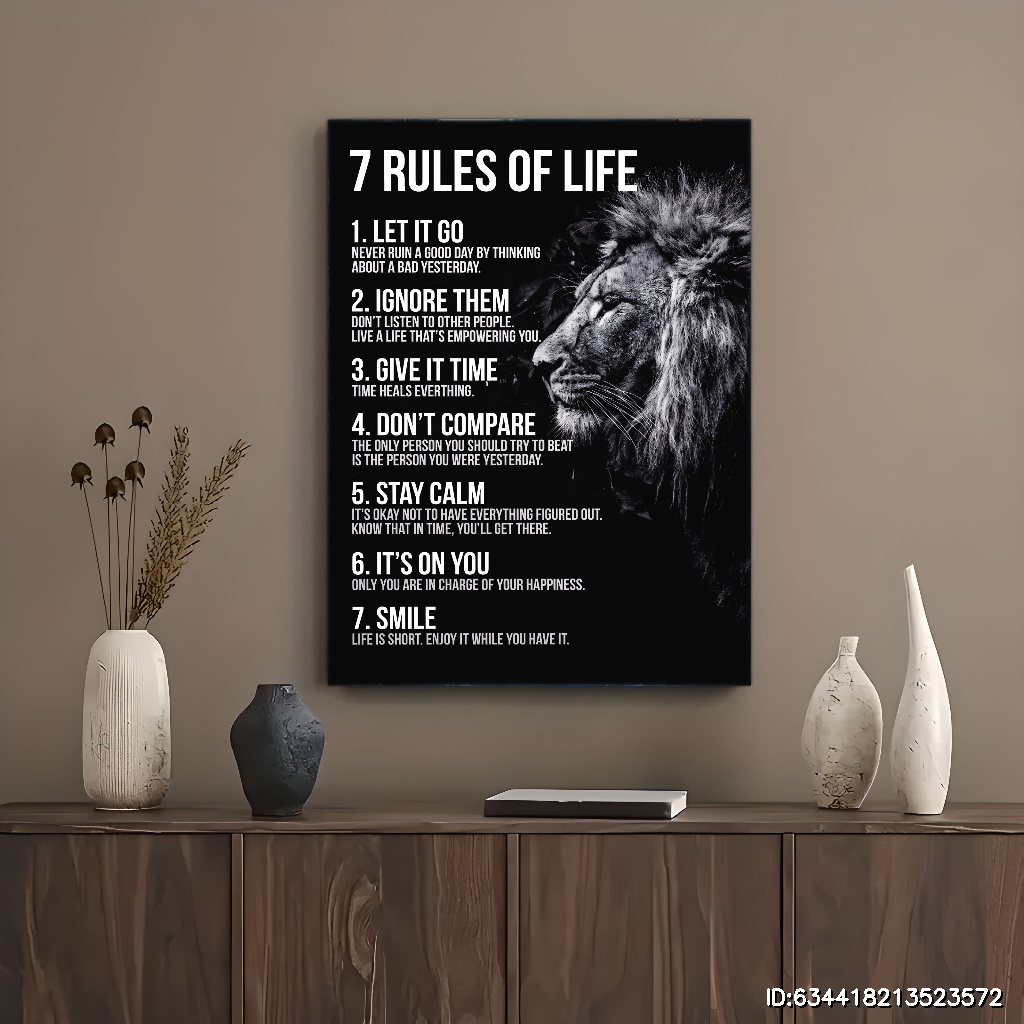 7 RULES OF LIFE
1. LET IT GO
NEVER RUIN A GOOD DAY BY THINKING
ABOUT A BAD YESTERDAY.
2. IGNORE THEM
DON'T LISTEN TO OTHER PEOPLE.
LIVE A LIFE THAT'S EMPOWERING YOU.
3. GIVE IT TIME
TIME HEALS EVERTHING.
4. DON'T COMPARE
THE ONLY PERSON YOU SHOULD TRY TO BEAT
IS THE PERSON YOU WERE YESTERDAY.
5. STAY CALM
IT'S OKAY NOT TO HAVE EVERYTHING FIGURED OUT.
KNOW THAT IN TIME, YOU'LL GET THERE.
6. IT'S ON YOU
ONLY YOU ARE IN CHARGE OF YOUR HAPPINESS.
7. SMILE
LIFE IS SHORT. ENJOY IT WHILE YOU HAVE IT.
ID:634418213523572